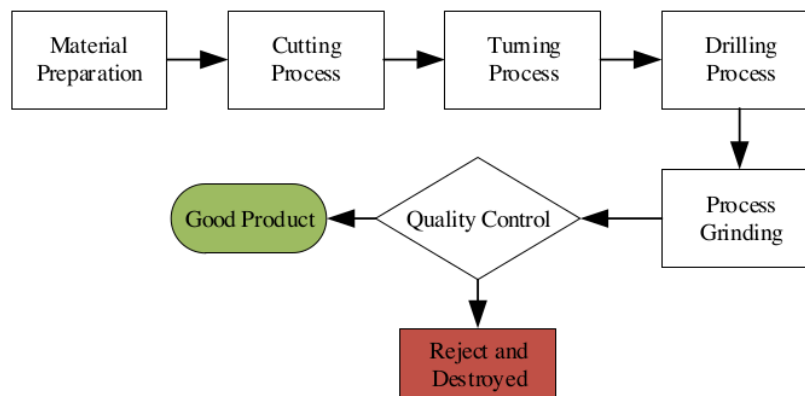 Material
Preparation
Cutting
Process
Turning
Process
Drilling
Process
Process
Grinding
Quality Control
Good Product
Reject and
Destroyed